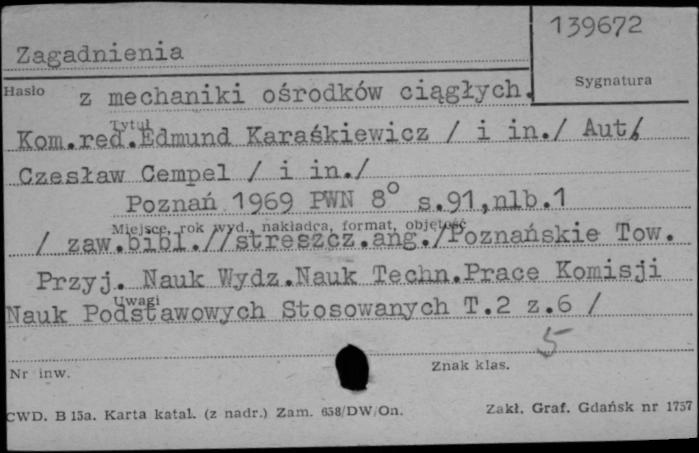 139672
Zagadnienia
Sygnatura
Hasło
z mechaniki ośrodków ciągłych.
Tytuł
Kom.red.Edmund Karaśkiewicz / i in./ Aut/
Czesław Cempel / i in./
Poznań 1969 PWN 8° s.91,nlb.1
Miejsce, rok wyd., nakładca, format, objętość
/ zaw.bibl.//streszcz.ang./Poznańskie Tow.
Przyj. Nauk Wydz.Nauk Techn.Prace Komisji
Uwagi
Nauk Podstawowych Stosowanych T.2 z.6 /
5
Nr inw.
Znak klas.
CWD. B 15a. Karta katal. (z nadr.) Zam. 658/DW/On.
Zakł. Graf. Gdańsk nr 1757